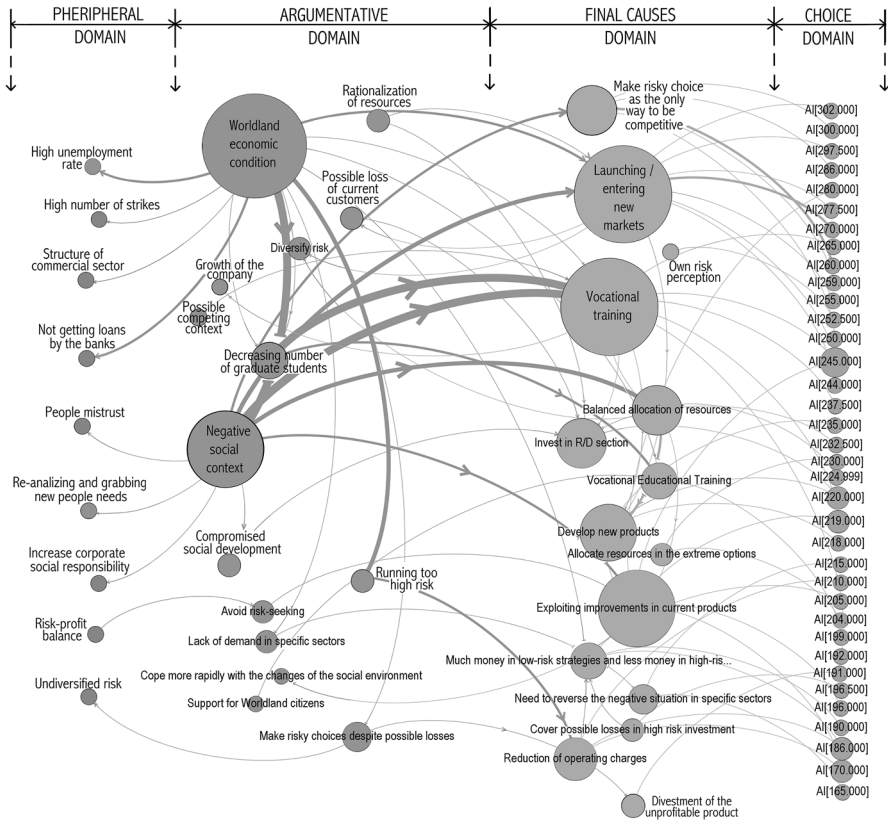 PHERIPHERAL
DOMAIN
ARGUMENTATIVE
DOMAIN
FINAL CAUSES
DOMAIN
CHOICE
DOMAIN
High unemployment
rate
High number of strikes
Structure of
commercial sector
Not getting loans
by the banks
People mistrust
Re-analizing and grabbing
new people needs
Increase corporate
social responsibility
Risk-profit
balance
Undiversified risk
Worldland
economic
condition
Rationalization
of resources
Possible loss
of current
customers
Diversify risk
Growth of the
company
Possible
competing
context
Decreasing number
of graduate students
Negative
social
context
Compromised
social development
Running too
high risk
Avoid risk-seeking
Lack of demand in specific sectors
Cope more rapidly with the changes of the social environment
Support for Worldland citizens
Make risky choices despite possible losses
Make risky choice
as the only
way to be
competitive
Launching /
entering
new
markets
Own risk
perception
Vocational
training
Balanced allocation of resources
Invest in R/D section
Vocational Educational Training
Develop new products
Allocate resources in the extreme options
Exploiting improvements in current products
Much money in low-risk strategies and less money in high-ris...
Need to reverse the negative situation in specific sectors
Cover possible losses in high risk investment
Reduction of operating charges
Divestment of the
unprofitable product
AI[302.000]
AI[300.000]
AI[297.500]
AI[286.000]
AI[280.000]
AI[277.500]
AI[270.000]
AI[265.000]
AI[260.000]
AI[259.000]
AI[255.000]
AI[252.500]
AI[250.000]
AI[245.000]
AI[244.000]
AI[237.500]
AI[235.000]
AI[232.500]
AI[230.000]
AI[224.999]
AI[220.000]
AI[219.000]
AI[218.000]
AI[215.000]
AI[210.000]
AI[205.000]
AI[204.000]
AI[199.000]
AI[192.000]
AI[191.000]
AI[196.500]
AI[196.000]
AI[190.000]
AI[186.000]
AI[170.000]
AI[165.000]